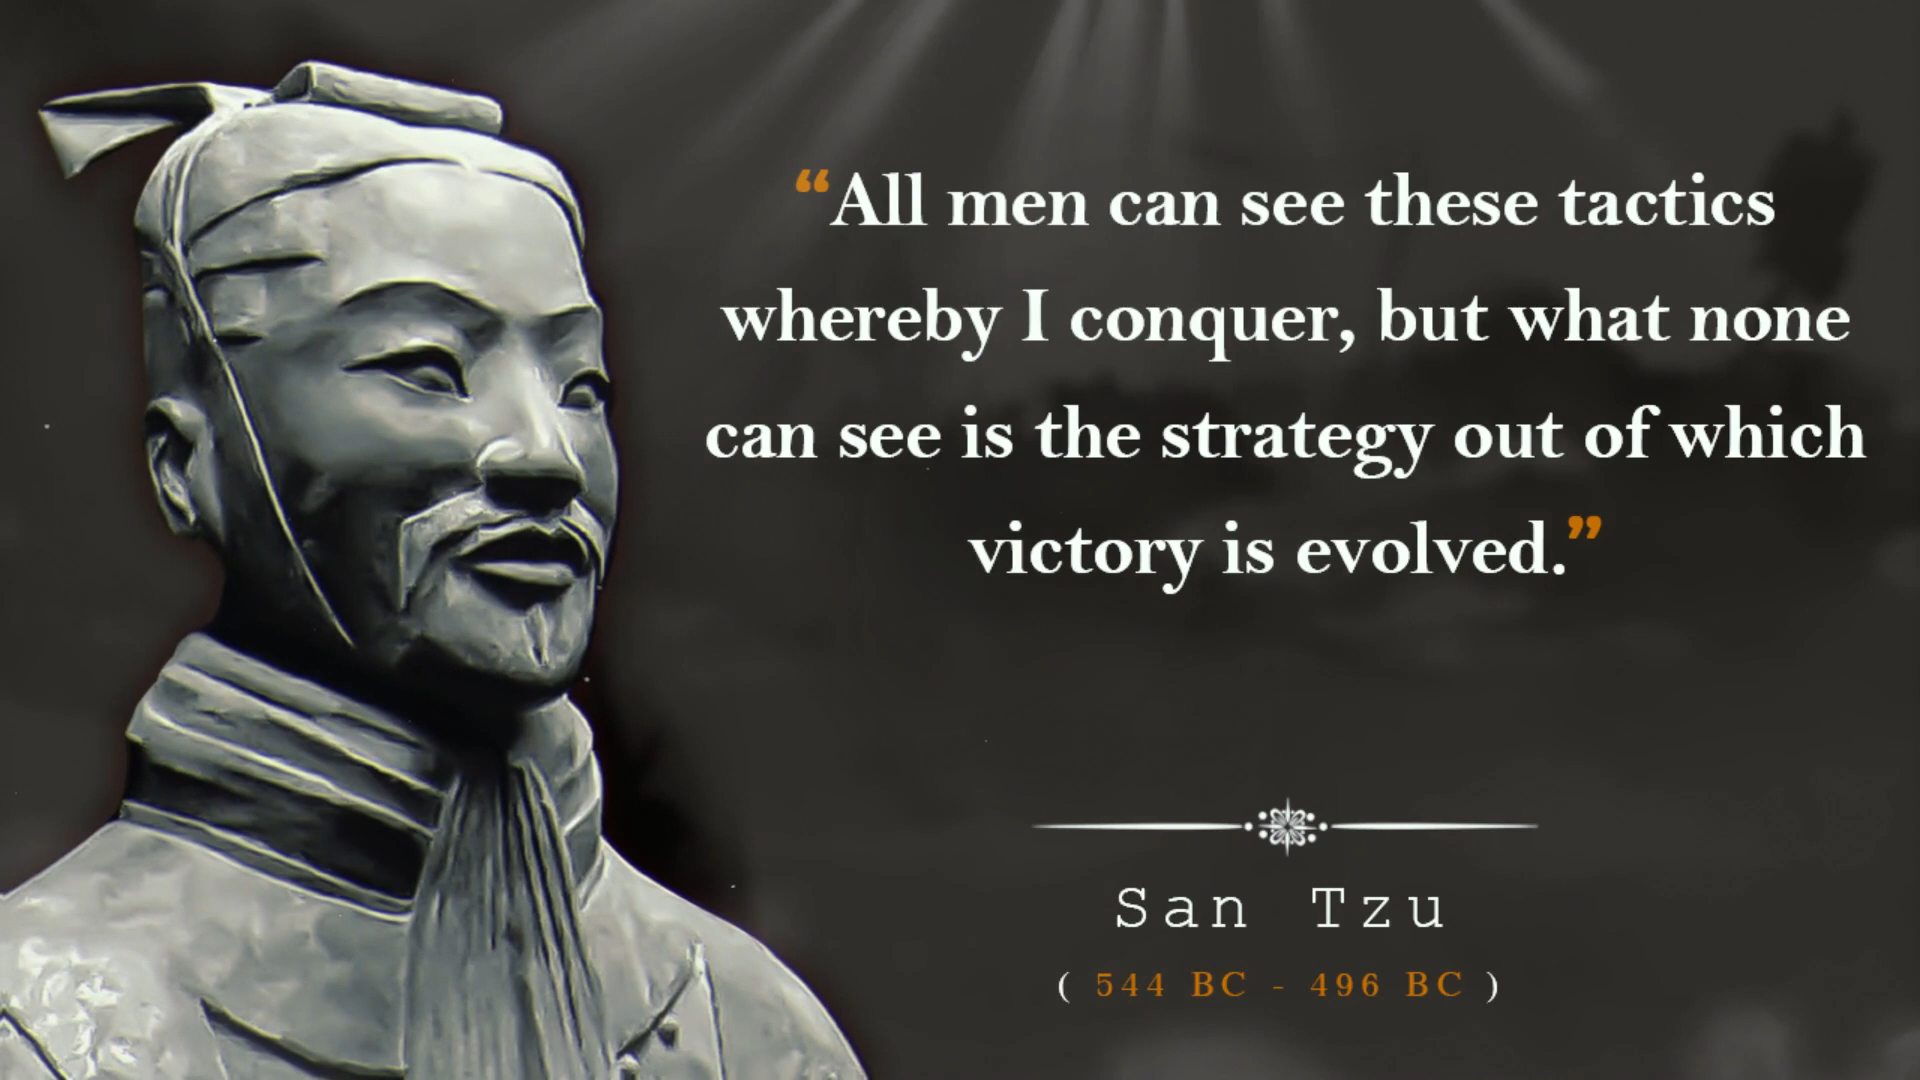 “All men can see these tactics
whereby I conquer, but what none
can see is the strategy out of which
victory is evolved.”
San Tzu
( 544 BC - 496 BC )